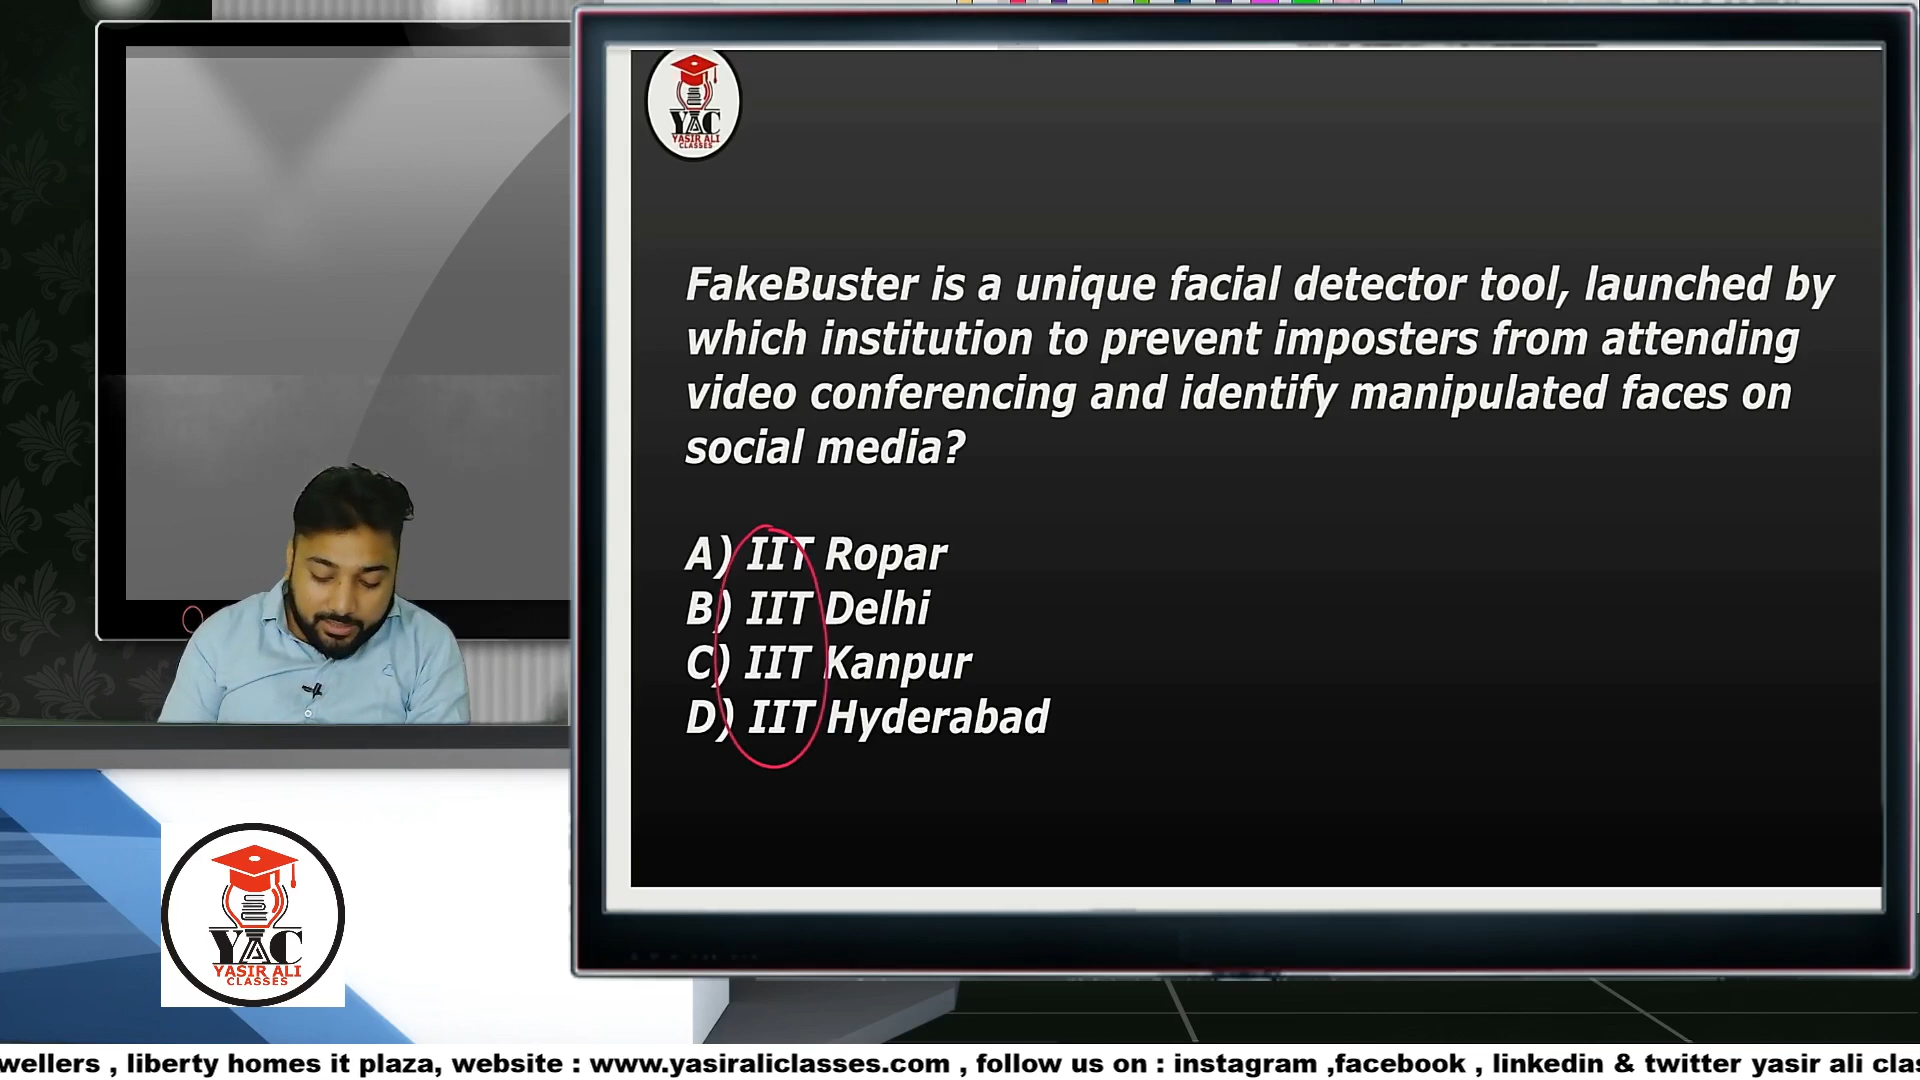 YAC
YASIR ALI
CLASSES
FakeBuster is a unique facial detector tool, launched by
which institution to prevent imposters from attending
video conferencing and identify manipulated faces on
social media?
A) IIT Ropar
B) IIT Delhi
C) IIT Kanpur
D) IIT Hyderabad
YAC
YASIR ALI
CLASSES
wellers , liberty homes it plaza, website : www.yasiraliclasses.com , follow us on : instagram ,facebook , linkedin & twitter yasir ali clas